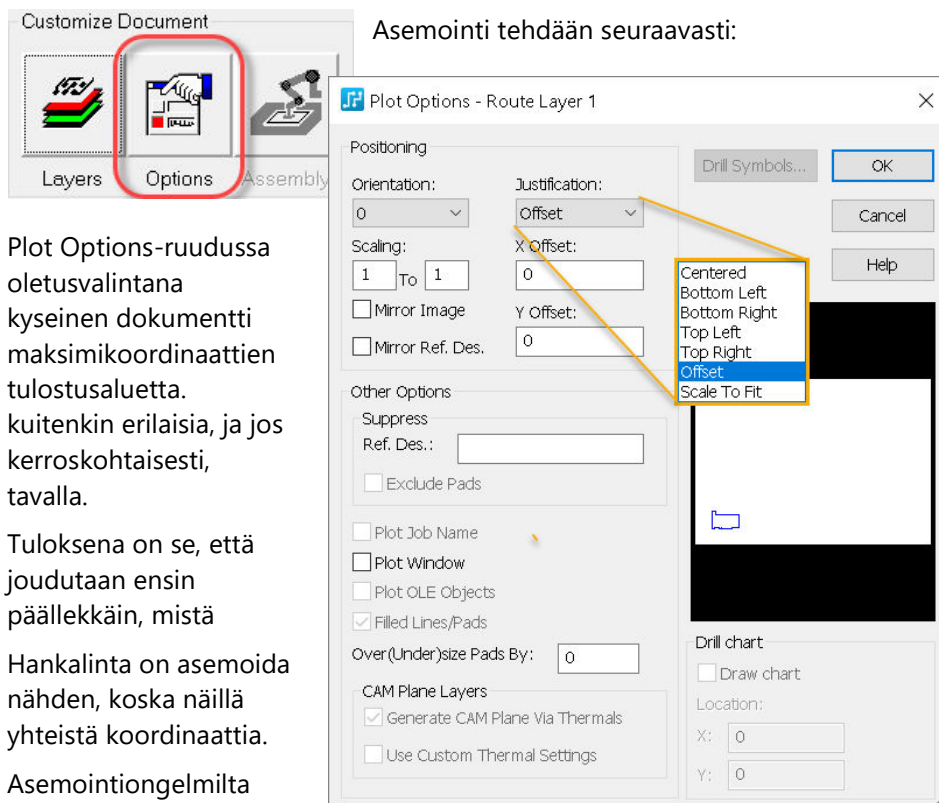 Customize Document
Layers
Options
Assembly
Asemointi tehdään seuraavasti:
Plot Options-ruudussa
oletusvalintana
kyseinen dokumentti
maksimikoordinaattien
tulostusaluetta.
kuitenkin erilaisia, ja jos
kerroskohtaisesti,
tavalla.
Tuloksena on se, että
joudutaan ensin
päällekkäin, mistä
Hankalinta on asemoida
nähden, koska näillä
yhteistä koordinaattia.
Asemointiongelmilta
Plot Options - Route Layer 1
Positioning
Orientation:
Justification:
0
Offset
Scaling:
X Offset:
1 To 1
0
Mirror Image
Y Offset:
Mirror Ref. Des.
0
Other Options
Suppress
Ref. Des.:
Exclude Pads
Plot Job Name
Plot Window
Plot OLE Objects
Filled Lines/Pads
Over(Under)size Pads By: 0
CAM Plane Layers
Generate CAM Plane Via Thermals
Use Custom Thermal Settings
Drill Symbols...
OK
Cancel
Help
Centered
Bottom Left
Bottom Right
Top Left
Top Right
Offset
Scale To Fit
Drill chart
Draw chart
Location:
X: 0
Y: 0